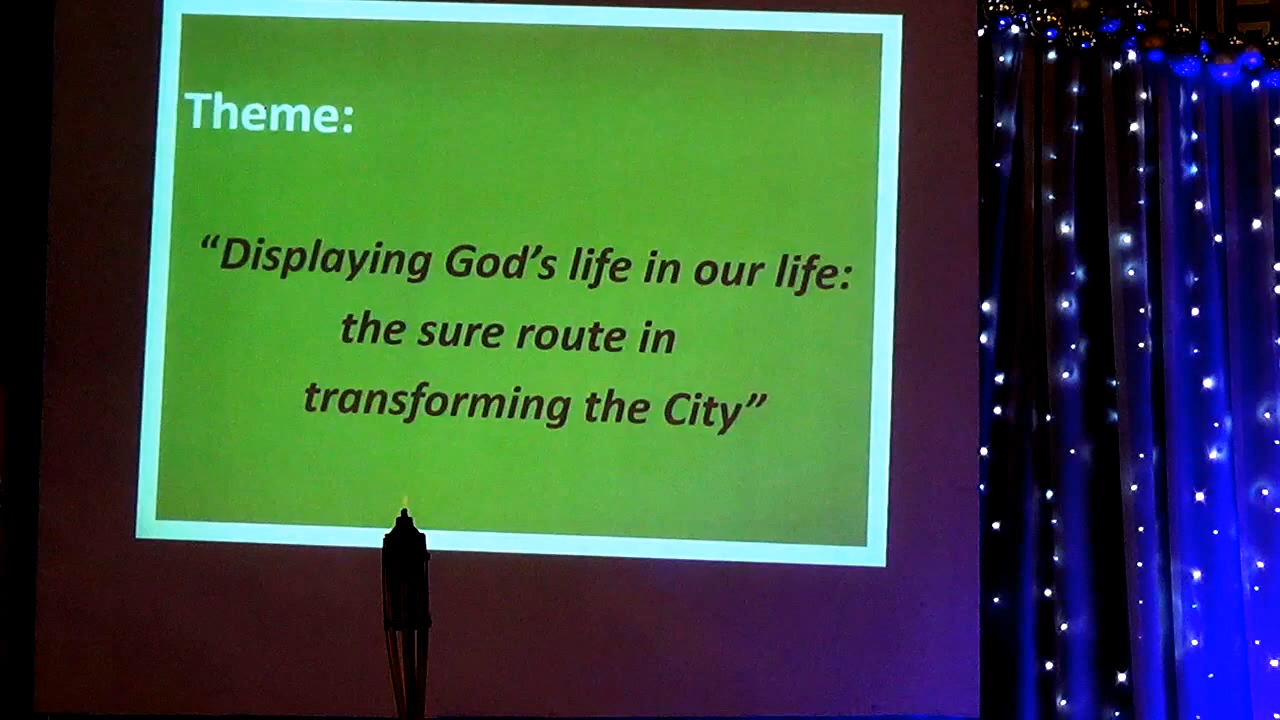 Theme:
“Displaying God’s life in our life:
the sure route in
transforming the City”